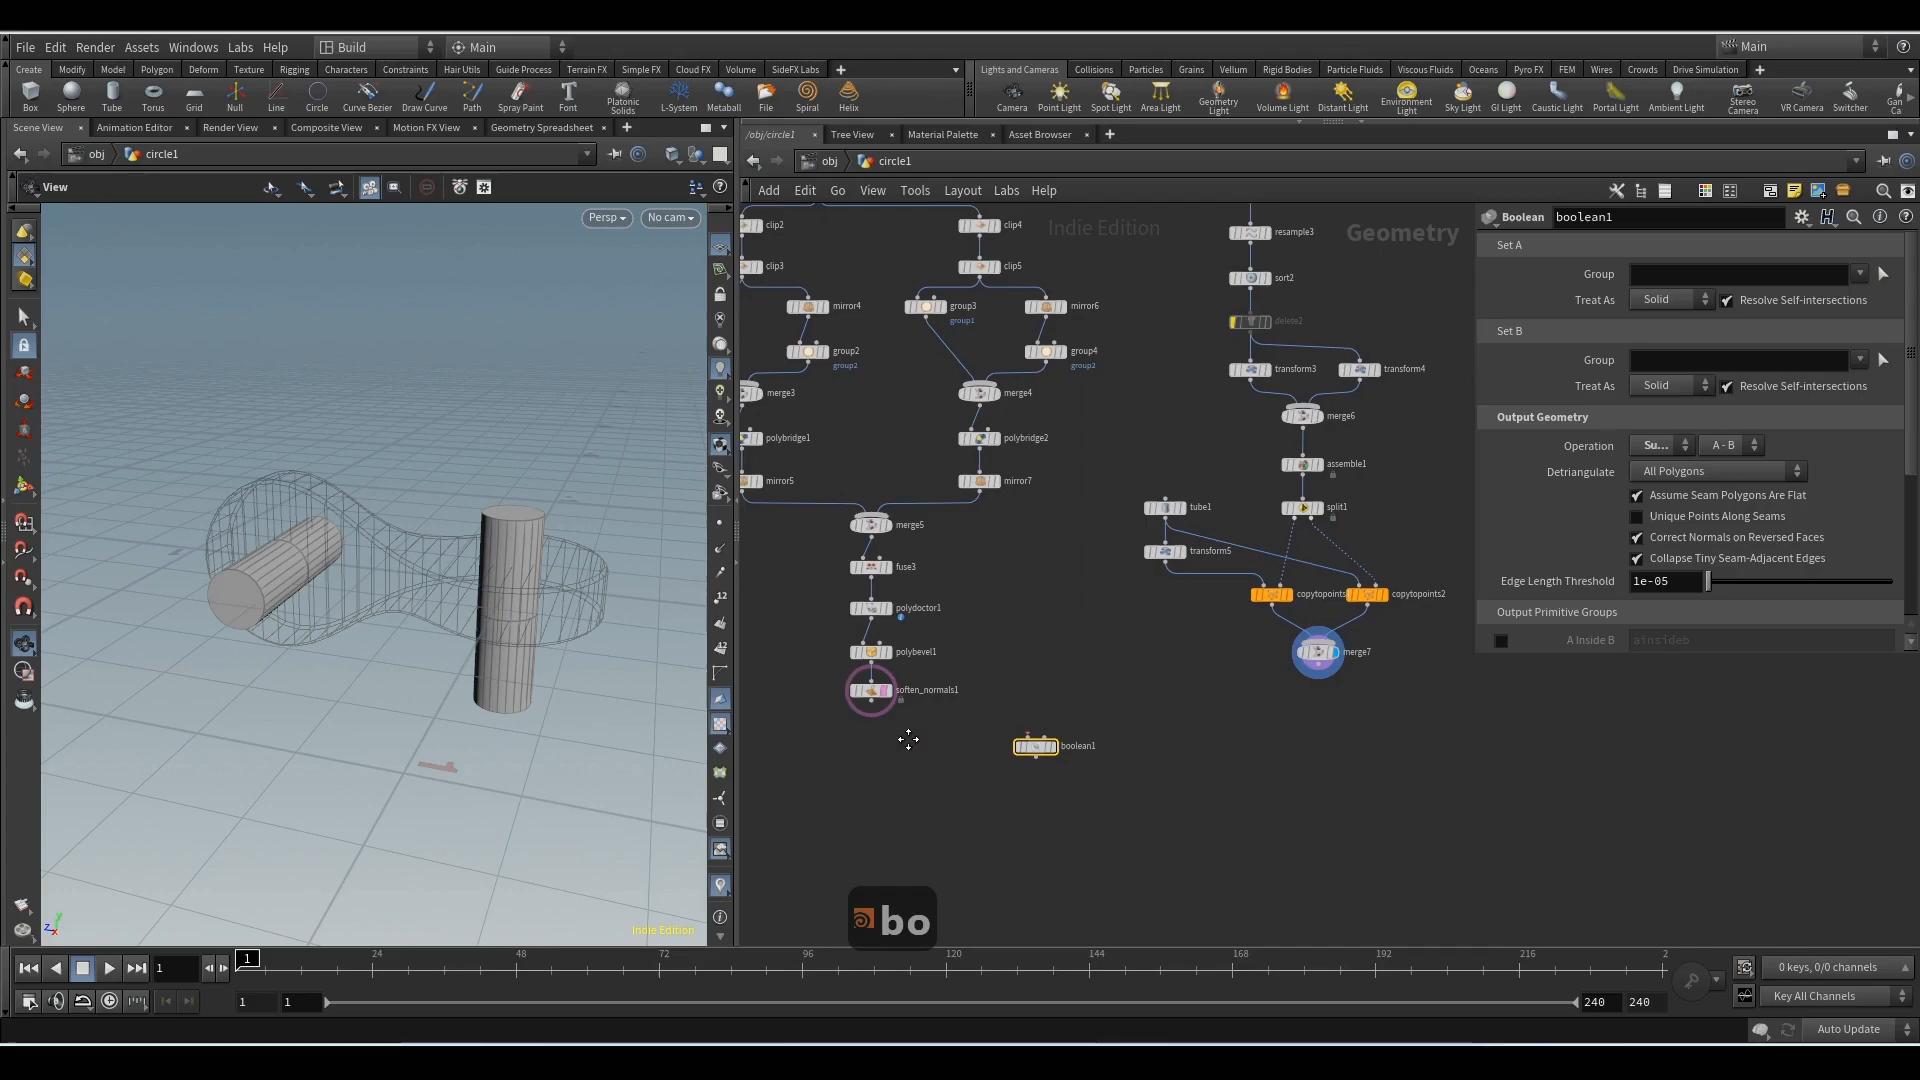 File Edit Render Assets Windows Labs Help Build Main Main
Create Modify Model Polygon Deform Texture Rigging Characters Constraints Hair Utils Guide Process Terrain FX Simple FX Cloud FX Volume SideFX Labs
Lights and Cameras Collisions Particles Grains Vellum Rigid Bodies Particle Fluids Viscous Fluids Oceans Pyro FX FEM Wires Crowds Drive Simulation
Box Sphere Tube Torus Grid Null Line Circle Curve Bezier Draw Curve Path Spray Paint Font Platonic Solids L-System Metaball File Spiral Helix
Camera Point Light Spot Light Area Light Geometry Light Volume Light Distant Light Environment Light Sky Light GI Light Caustic Light Portal Light Ambient Light Stereo Camera VR Camera Switcher Gan Ca
Scene View Animation Editor Render View Composite View Motion FX View Geometry Spreadsheet
/obj/circle1 Tree View Material Palette Asset Browser
obj circle1
obj circle1
View
Add Edit Go View Tools Layout Labs Help
Persp No cam
Indie Edition
Geometry
clip2
clip4
resample3
clip3
clip5
sort2
mirror4
group3
group1
mirror6
delete2
group2
group2
group4
group2
transform3
transform4
merge3
merge4
merge6
polybridge1
polybridge2
assemble1
mirror5
mirror7
tube1
split1
merge5
transform5
fuse3
copytopoints
copytopoints2
polydoctor1
polybevel1
merge7
soften_normals1
boolean1
bo
Boolean boolean1
Set A
Group
Treat As Solid Resolve Self-intersections
Set B
Group
Treat As Solid Resolve Self-intersections
Output Geometry
Operation Su... A - B
Detriangulate All Polygons
Assume Seam Polygons Are Flat
Unique Points Along Seams
Correct Normals on Reversed Faces
Collapse Tiny Seam-Adjacent Edges
Edge Length Threshold 1e-05
Output Primitive Groups
A Inside B ainsideb
12
12
z y x
Indie Edition
1 1 24 48 72 96 120 144 168 192 216 2
0 keys, 0/0 channels
1 1 240 240
Key All Channels
Auto Update